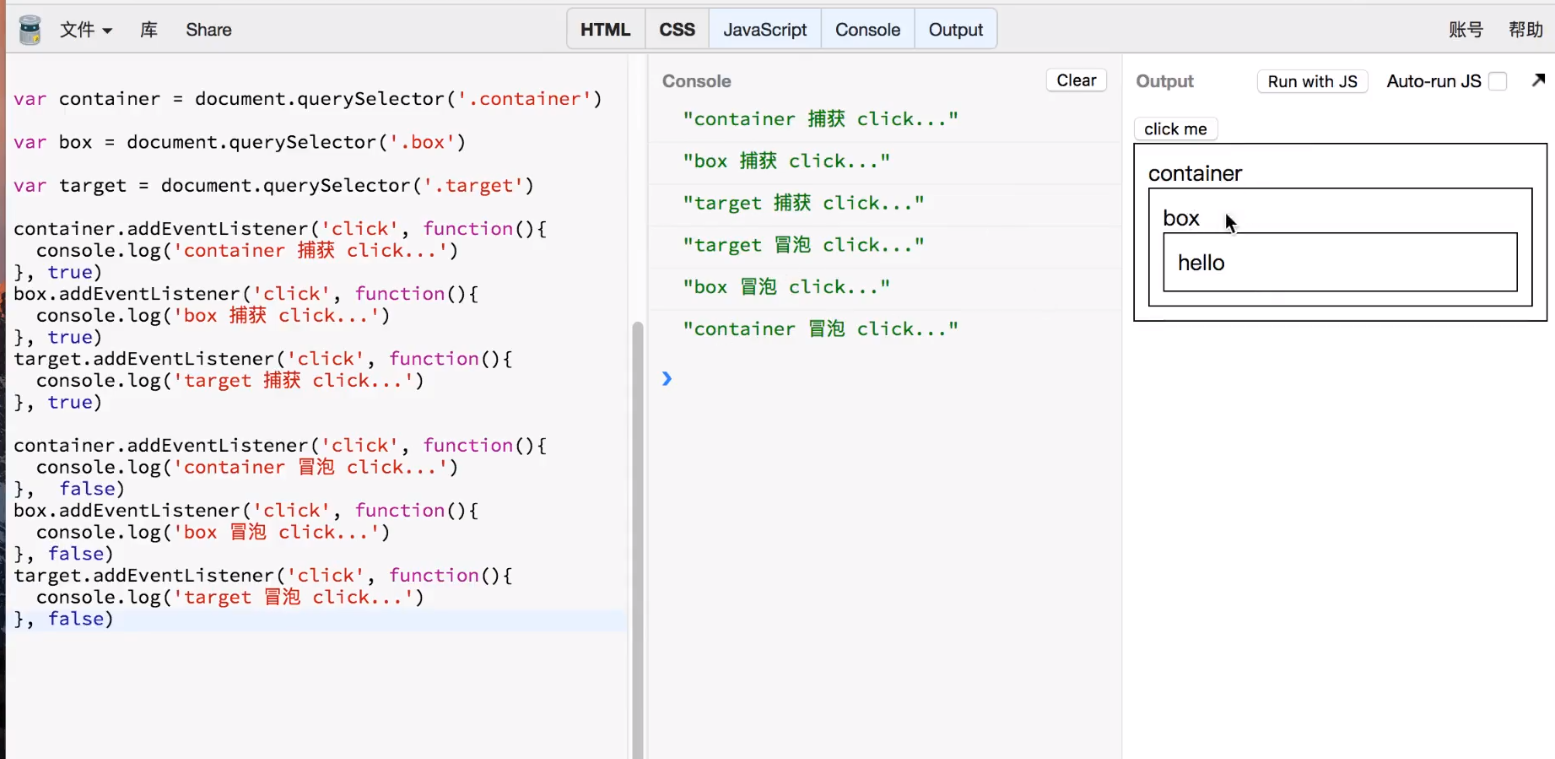 文件 库 Share HTML CSS JavaScript Console Output 账号 帮助
var container = document.querySelector('.container')
var box = document.querySelector('.box')
var target = document.querySelector('.target')
container.addEventListener('click', function(){
  console.log('container 捕获 click...')
}, true)
box.addEventListener('click', function(){
  console.log('box 捕获 click...')
}, true)
target.addEventListener('click', function(){
  console.log('target 捕获 click...')
}, true)
container.addEventListener('click', function(){
  console.log('container 冒泡 click...')
},  false)
box.addEventListener('click', function(){
  console.log('box 冒泡 click...')
}, false)
target.addEventListener('click', function(){
  console.log('target 冒泡 click...')
}, false)
Console Clear
"container 捕获 click..."
"box 捕获 click..."
"target 捕获 click..."
"target 冒泡 click..."
"box 冒泡 click..."
"container 冒泡 click..."
Output Run with JS Auto-run JS
click me
container
box
hello